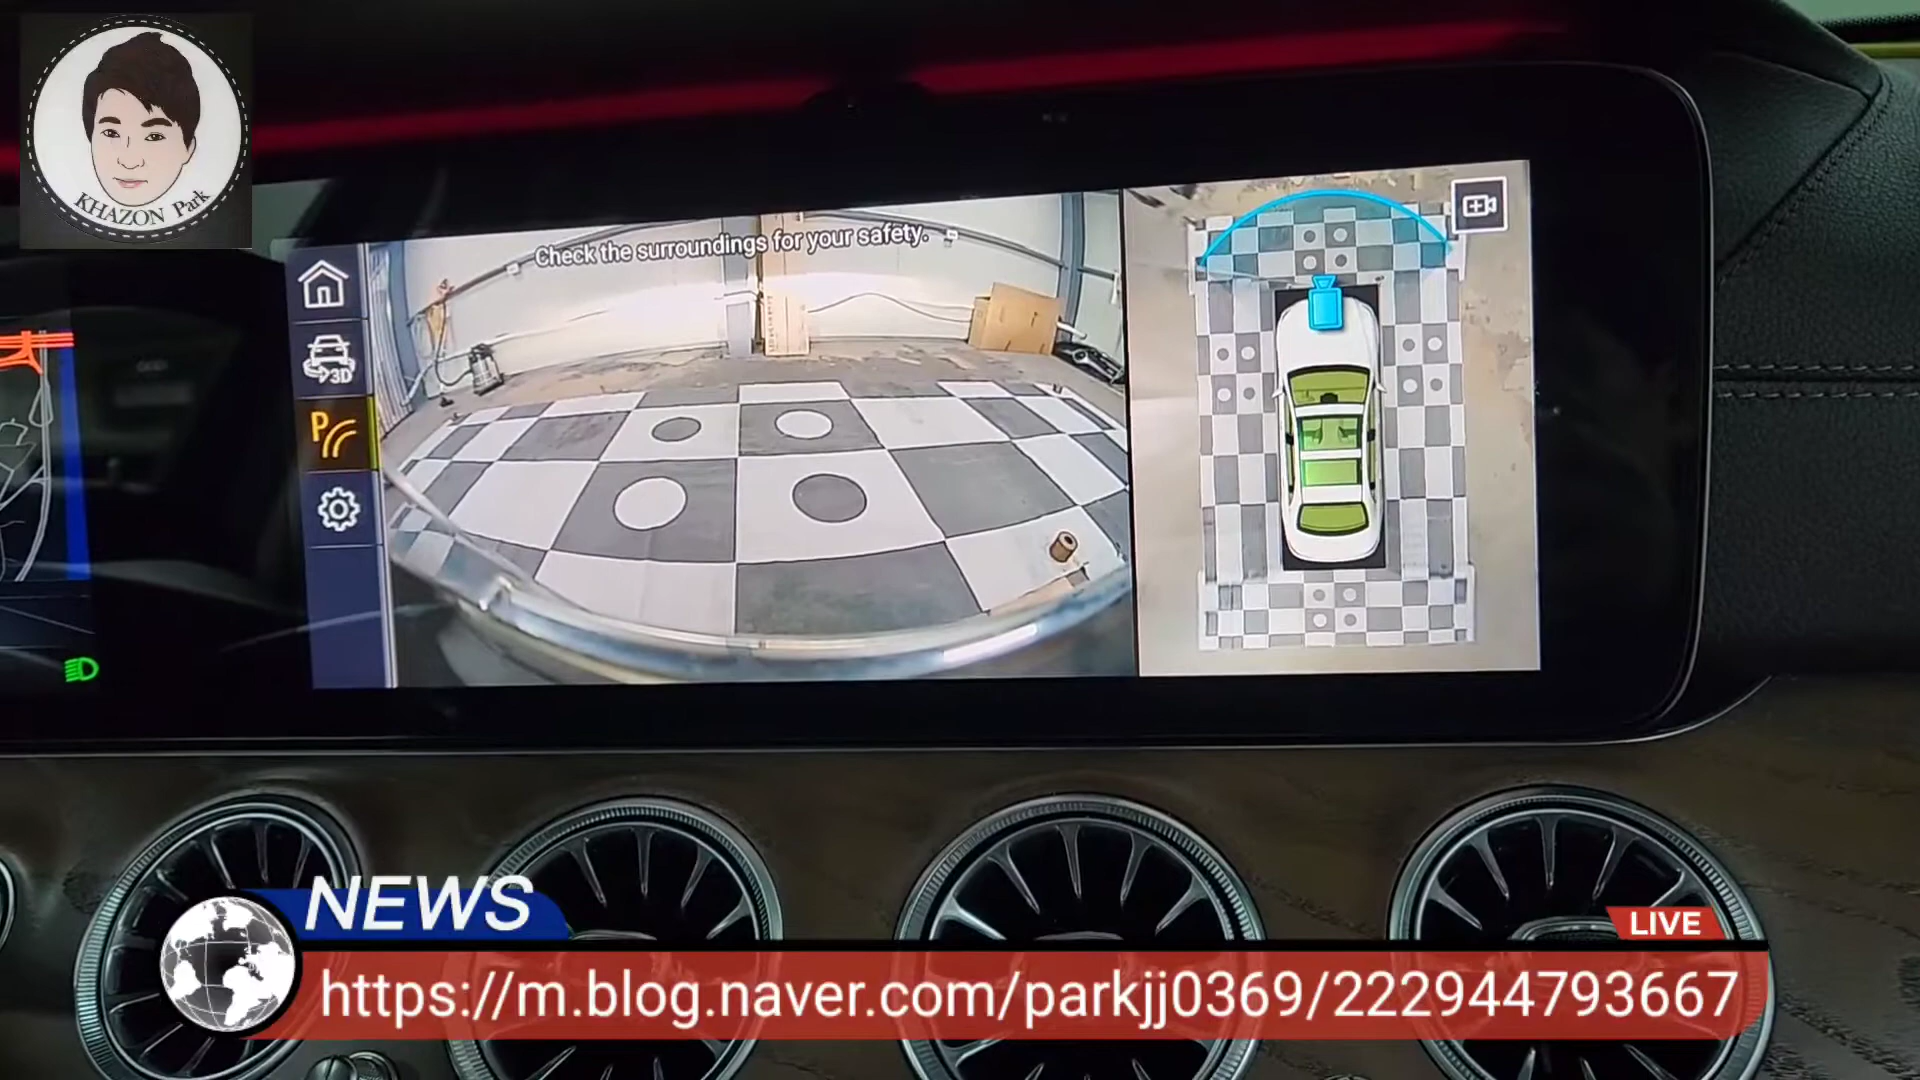 KHAZON Park
Check the surroundings for your safety.
3D
P
NEWS
LIVE
https://m.blog.naver.com/parkjj0369/222944793667